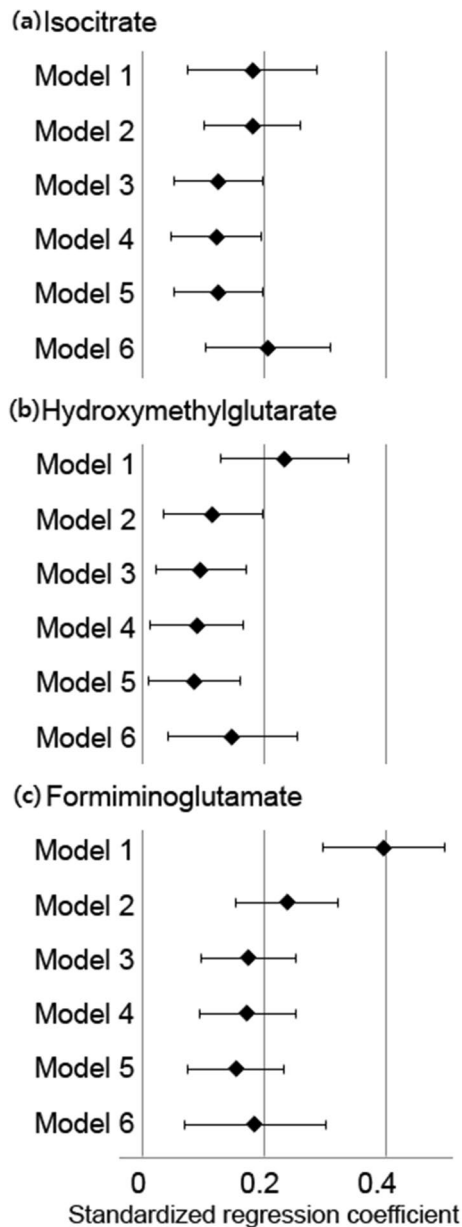 (a) Isocitrate
Model 1
Model 2
Model 3
Model 4
Model 5
Model 6
(b) Hydroxymethylglutarate
Model 1
Model 2
Model 3
Model 4
Model 5
Model 6
(c) Formiminoglutamate
Model 1
Model 2
Model 3
Model 4
Model 5
Model 6
0 0.2 0.4
Standardized regression coefficient